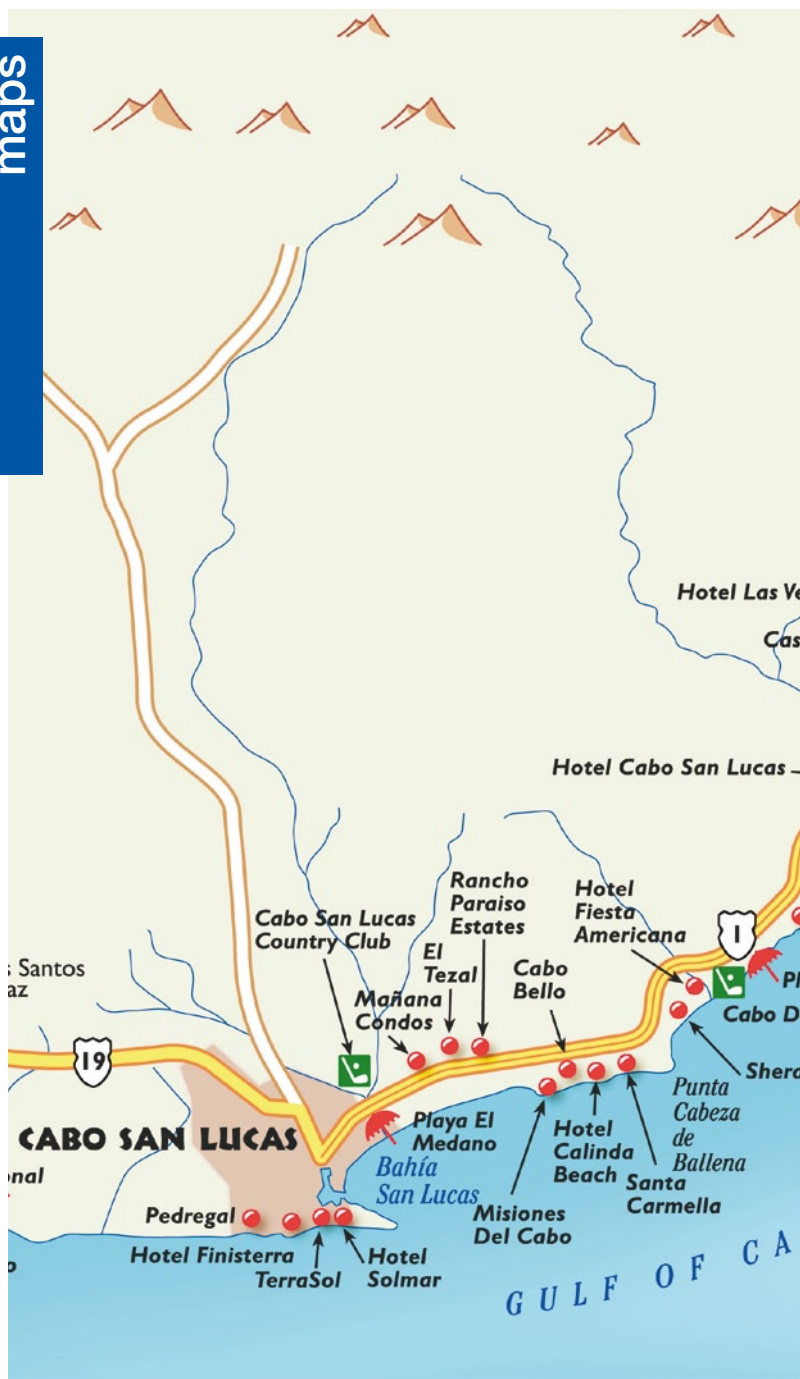 maps
Hotel Las Ve
Cas
Hotel Cabo San Lucas
Rancho
Paraiso
Estates
Hotel
Fiesta
Americana
Cabo San Lucas
Country Club
El
Tezal
Cabo
Bello
1
s Santos
az
Mañana
Condos
Pl
Cabo D
19
Shera
Punta
Cabeza
de
Ballena
CABO SAN LUCAS
Playa El
Medano
Hotel
Calinda
Beach
Bahía
San Lucas
onal
Santa
Carmella
Misiones
Del Cabo
Pedregal
Hotel Finisterra
TerraSol
Hotel
Solmar
o
GULF OF CA